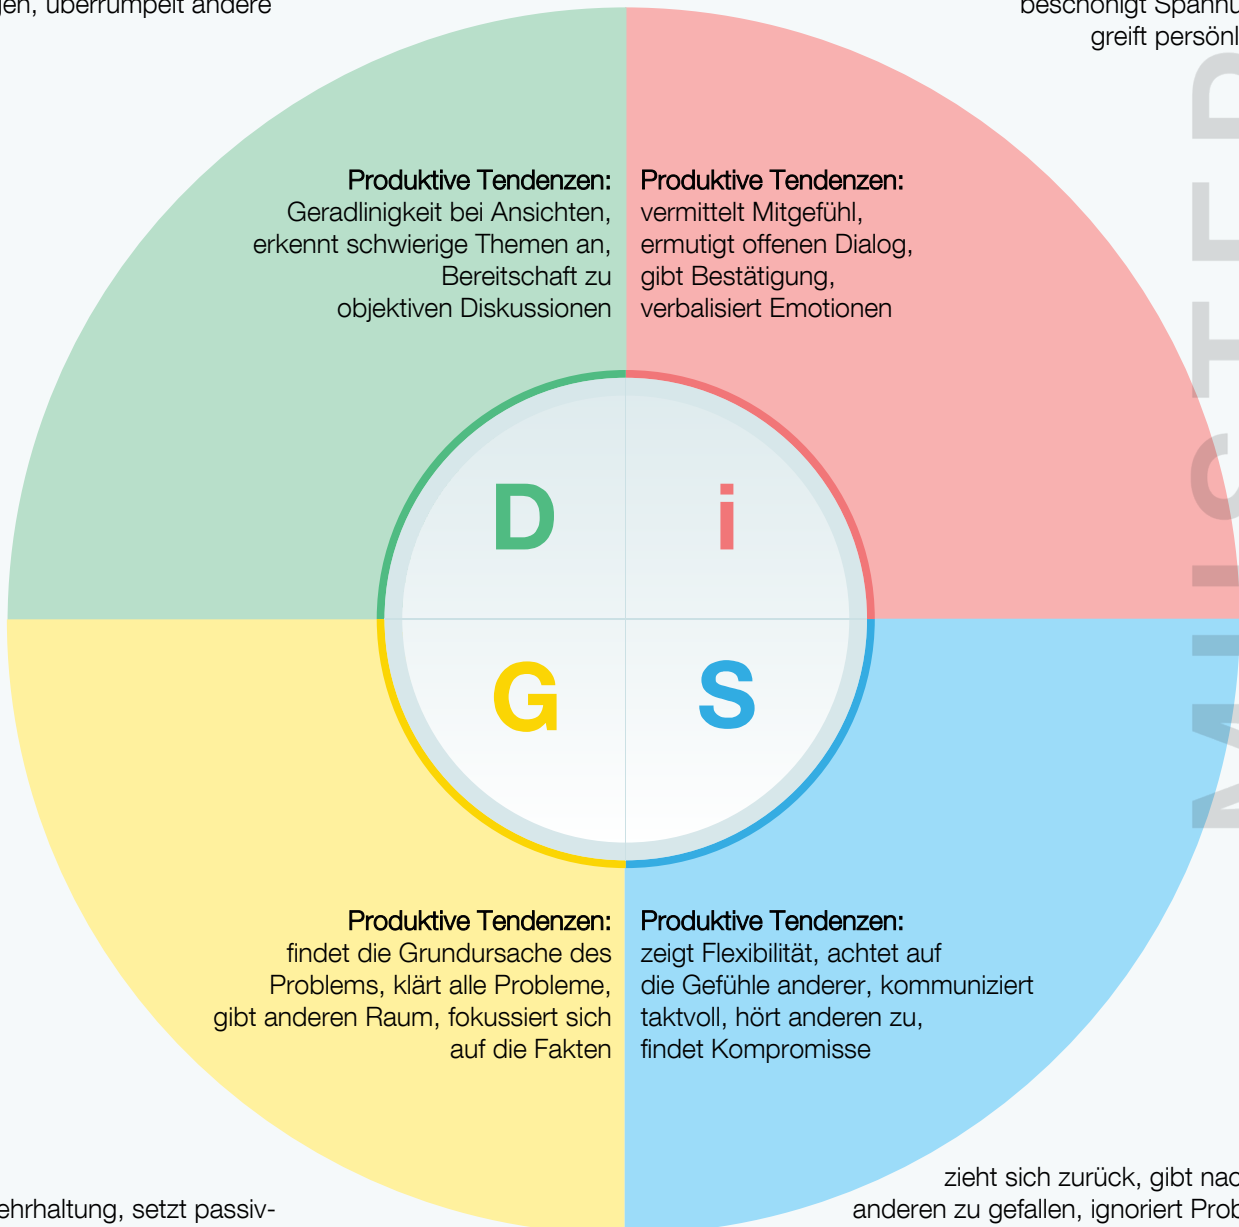 überrumpelt andere
beschönigt
greift
Produktive Tendenzen:
Geradlinigkeit bei Ansichten,
erkennt schwierige Themen an,
Bereitschaft zu
objektiven Diskussionen
Produktive Tendenzen:
vermittelt Mitgefühl,
ermutigt offenen Dialog,
gibt Bestätigung,
verbalisiert Emotionen
D
i
G
S
Produktive Tendenzen:
findet die Grundursache des
Problems, klärt alle Probleme,
gibt anderen Raum, fokussiert sich
auf die Fakten
Produktive Tendenzen:
zeigt Flexibilität, achtet auf
die Gefühle anderer, kommuniziert
taktvoll, hört anderen zu,
findet Kompromisse
setzt passiv-
zieht sich zurück, gibt
anderen zu gefallen, ignoriert
MUSTER